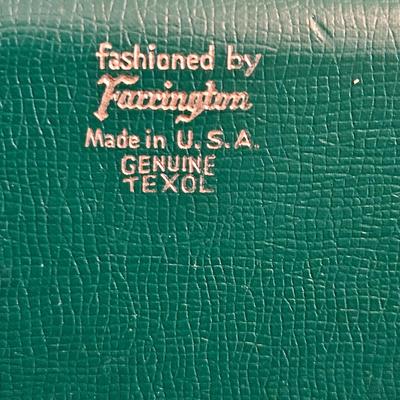 fashioned by
Farrington
Made in U.S.A.
GENUINE
TEXOL